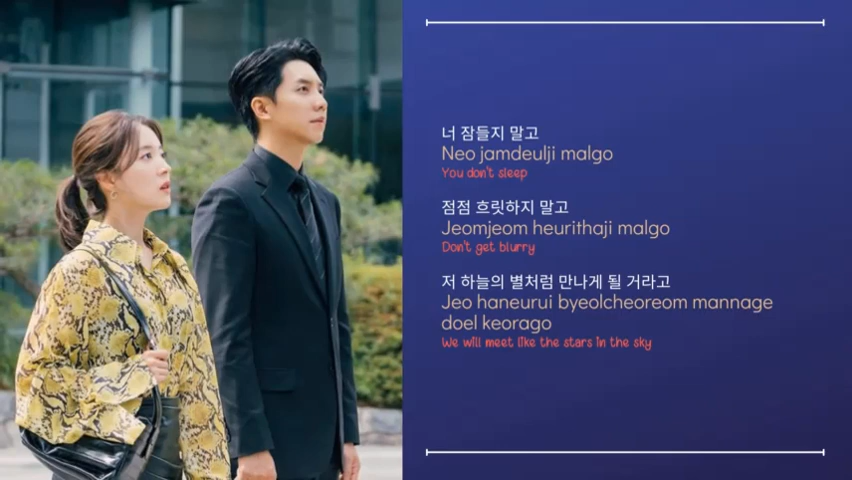 너 잠들지 말고
Neo jamdeulji malgo
You don't sleep
점점 흐릿하지 말고
Jeomjeom heurithaji malgo
Don't get blurry
저 하늘의 별처럼 만나게 될 거라고
Jeo haneurui byeolcheoreom mannage
doel keorago
We will meet like the stars in the sky